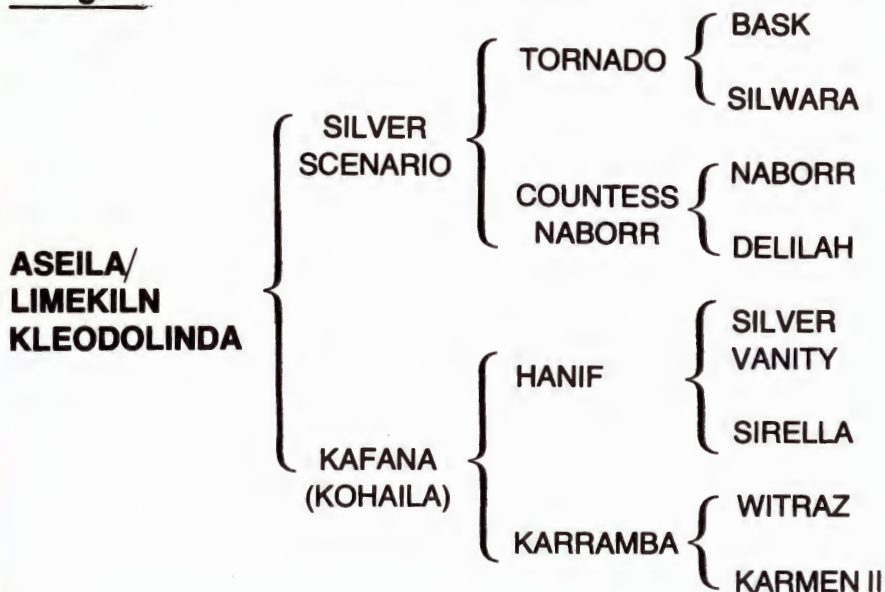 TORNADO
BASK
SILWARA
SILVER
SCENARIO
COUNTESS
NABORR
NABORR
DELILAH
ASEILA/
LIMEKILN
KLEODOLINDA
HANIF
SILVER
VANITY
SIRELLA
KAFANA
(KOHAILA)
KARRAMBA
WITRAZ
KARMEN II